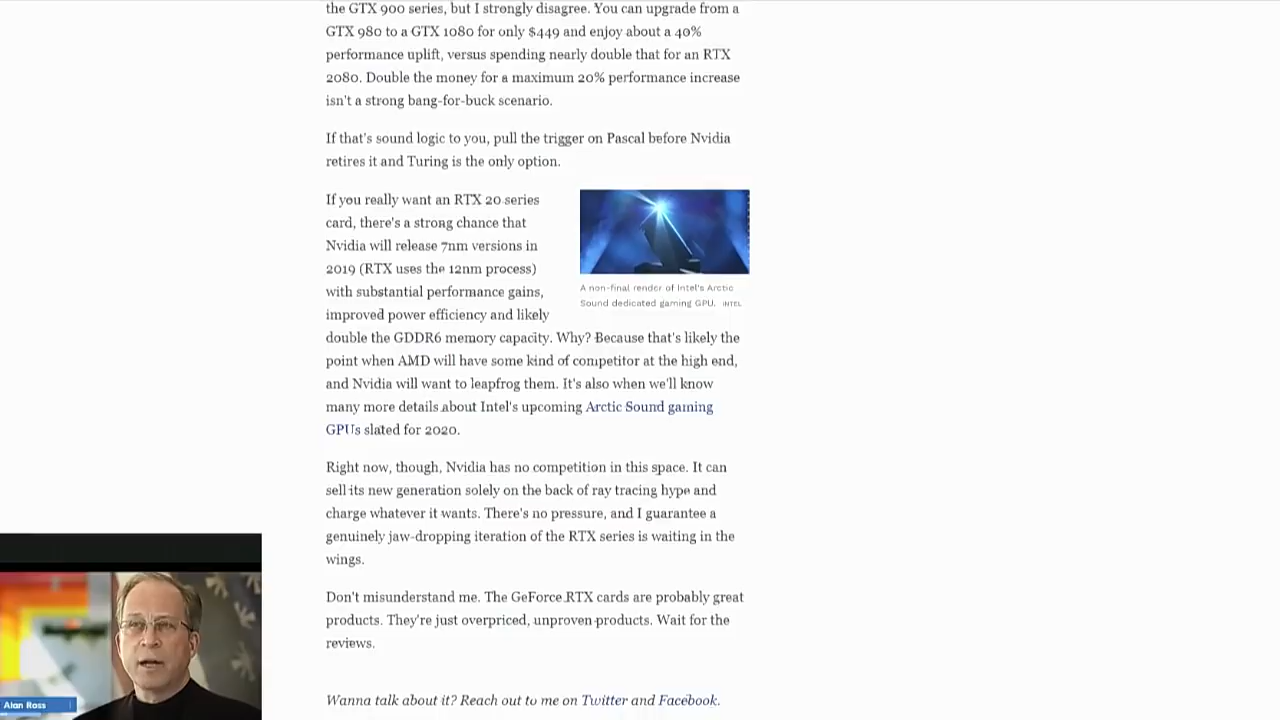 the GTX 900 series, but I strongly disagree. You can upgrade from a
GTX 980 to a GTX 1080 for only $449 and enjoy about a 40%
performance uplift, versus spending nearly double that for an RTX
2080. Double the money for a maximum 20% performance increase
isn't a strong bang-for-buck scenario.
If that's sound logic to you, pull the trigger on Pascal before Nvidia
retires it and Turing is the only option.
If you really want an RTX 20 series
card, there's a strong chance that
Nvidia will release 7nm versions in
2019 (RTX uses the 12nm process)
with substantial performance gains,
improved power efficiency and likely
A non-final render of Intel's Arctic
Sound dedicated gaming GPU. INTEL
double the GDDR6 memory capacity. Why? Because that's likely the
point when AMD will have some kind of competitor at the high end,
and Nvidia will want to leapfrog them. It's also when we'll know
many more details about Intel's upcoming Arctic Sound gaming
GPUs slated for 2020.
Right now, though, Nvidia has no competition in this space. It can
sell its new generation solely on the back of ray tracing hype and
charge whatever it wants. There's no pressure, and I guarantee a
genuinely jaw-dropping iteration of the RTX series is waiting in the
wings.
Don't misunderstand me. The GeForce RTX cards are probably great
products. They're just overpriced, unproven products. Wait for the
reviews.
Wanna talk about it? Reach out to me on Twitter and Facebook.
Alan Ross